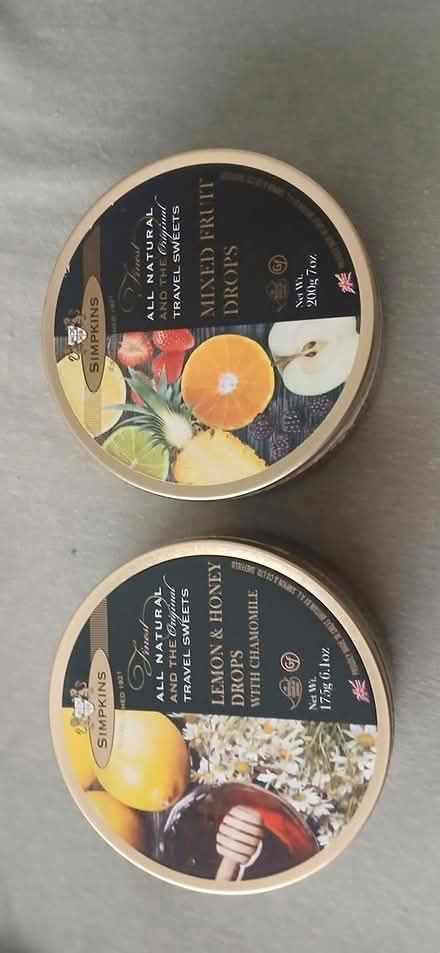 SIMPKINS
Finest
ALL NATURAL
AND THE Original
TRAVEL SWEETS
MIXED FRUIT
DROPS
Gf
Net Wt.
200g 7oz.
SIMPKINS
Finest
ALL NATURAL
AND THE Original
TRAVEL SWEETS
LEMON & HONEY
DROPS
WITH CHAMOMILE
Gf
Net Wt.
175g 6.1oz